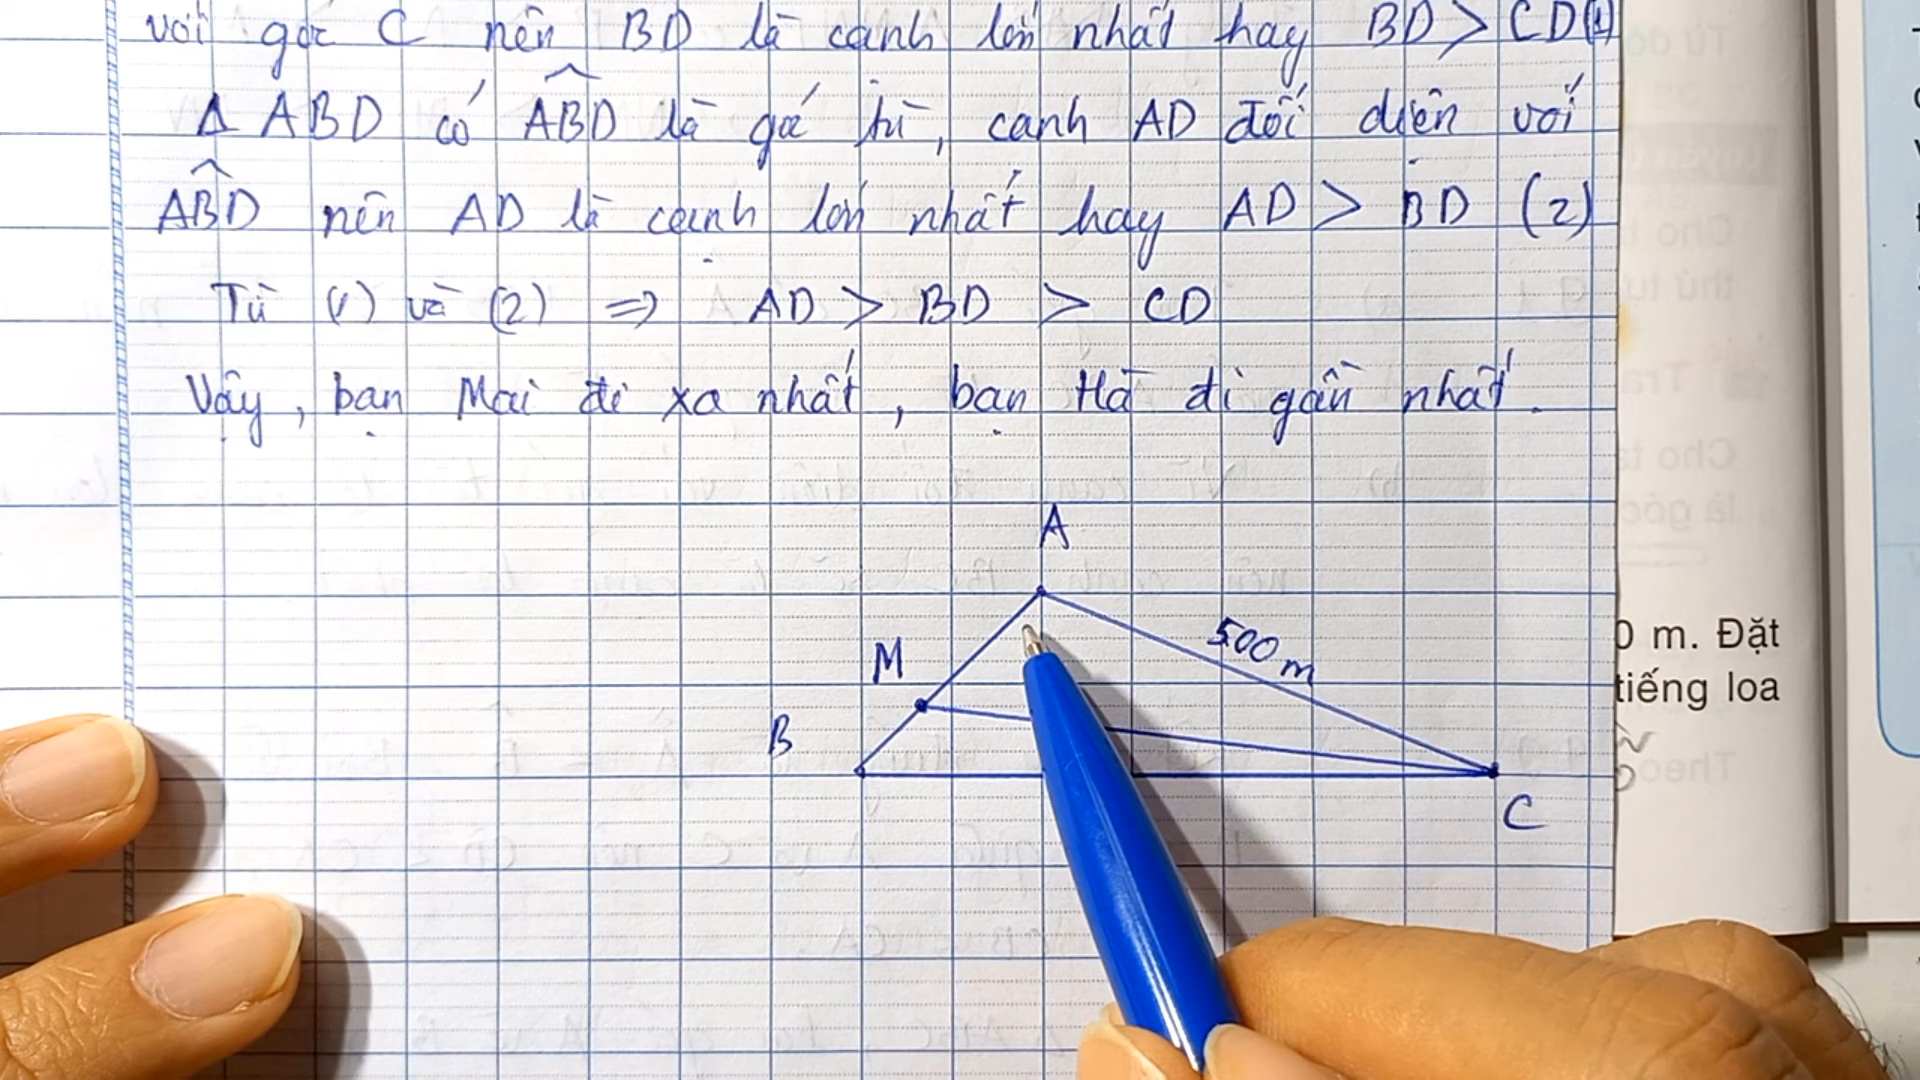 với góc C nên BD là cạnh lớn nhất hay BD > CD (1)
Δ ABD có ABD là góc tù, cạnh AD đối diện với
ABD nên AD là cạnh lớn nhất hay AD > BD (2)
Từ (1) và (2) => AD > BD > CD
Vậy, bạn Mai đi xa nhất, bạn Hà đi gần nhất.
A
500 m
M
B
C
0 m. Đặt
tiếng loa